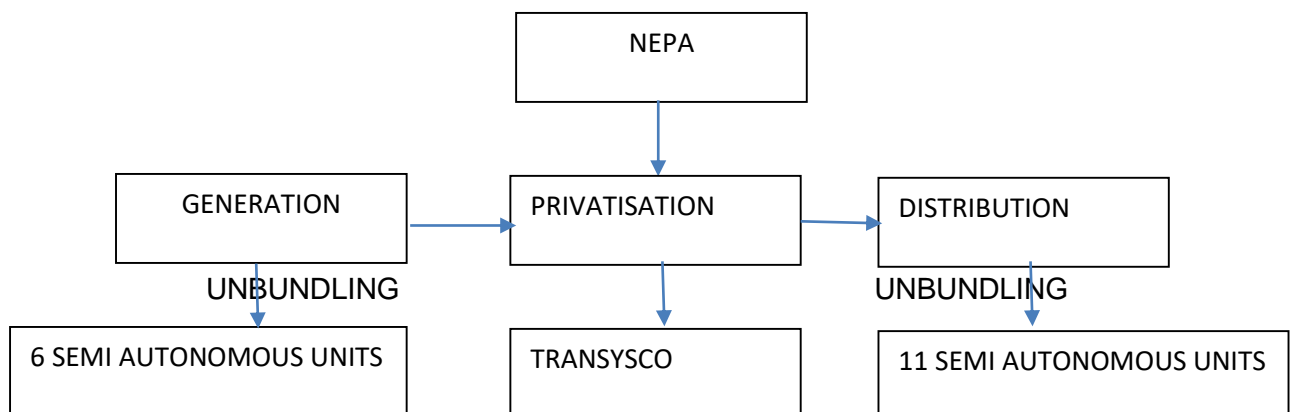 NEPA
GENERATION
PRIVATISATION
DISTRIBUTION
UNBUNDLING
UNBUNDLING
6 SEMI AUTONOMOUS UNITS
TRANSYSCO
11 SEMI AUTONOMOUS UNITS